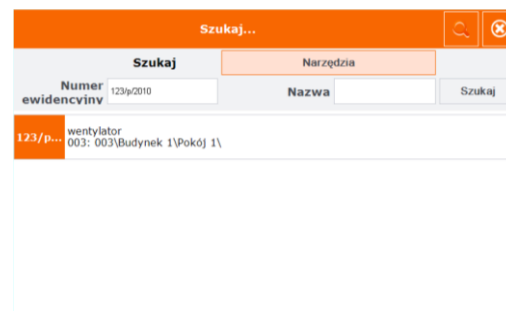 Szukaj...
Szukaj Narzędzia
Numer ewidencyjny 123/p/2010 Nazwa Szukaj
123/p... wentylator
003: 003\Budynek 1\Pokój 1\